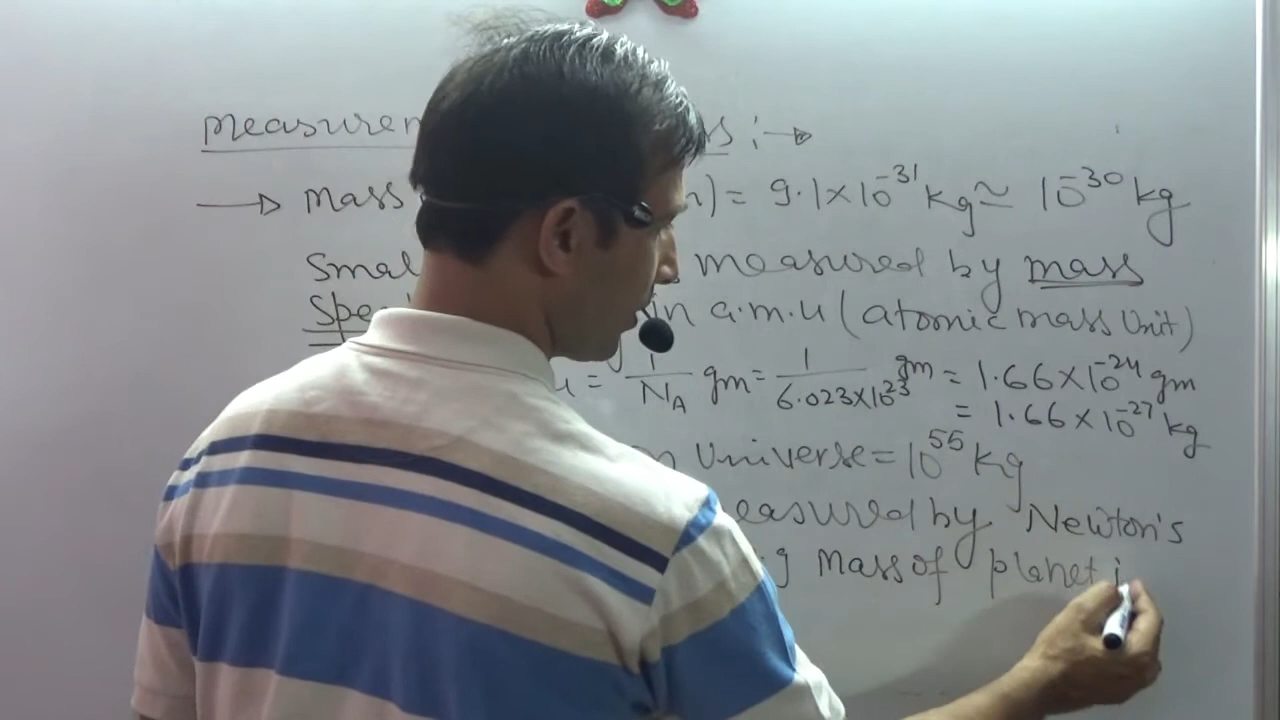 measurem s :→
→ mass n) = 9.1×10⁻³¹ kg ≃ 10⁻³⁰ kg
Smal measured by mass
Spe in a.m.u (atomic mass Unit)
u = 1/N_A gm = 1/6.023×10²³ gm = 1.66×10⁻²⁴ gm
= 1.66×10⁻²⁷ kg
n Universe = 10⁵⁵ kg
easured by Newton's
g mass of planet i